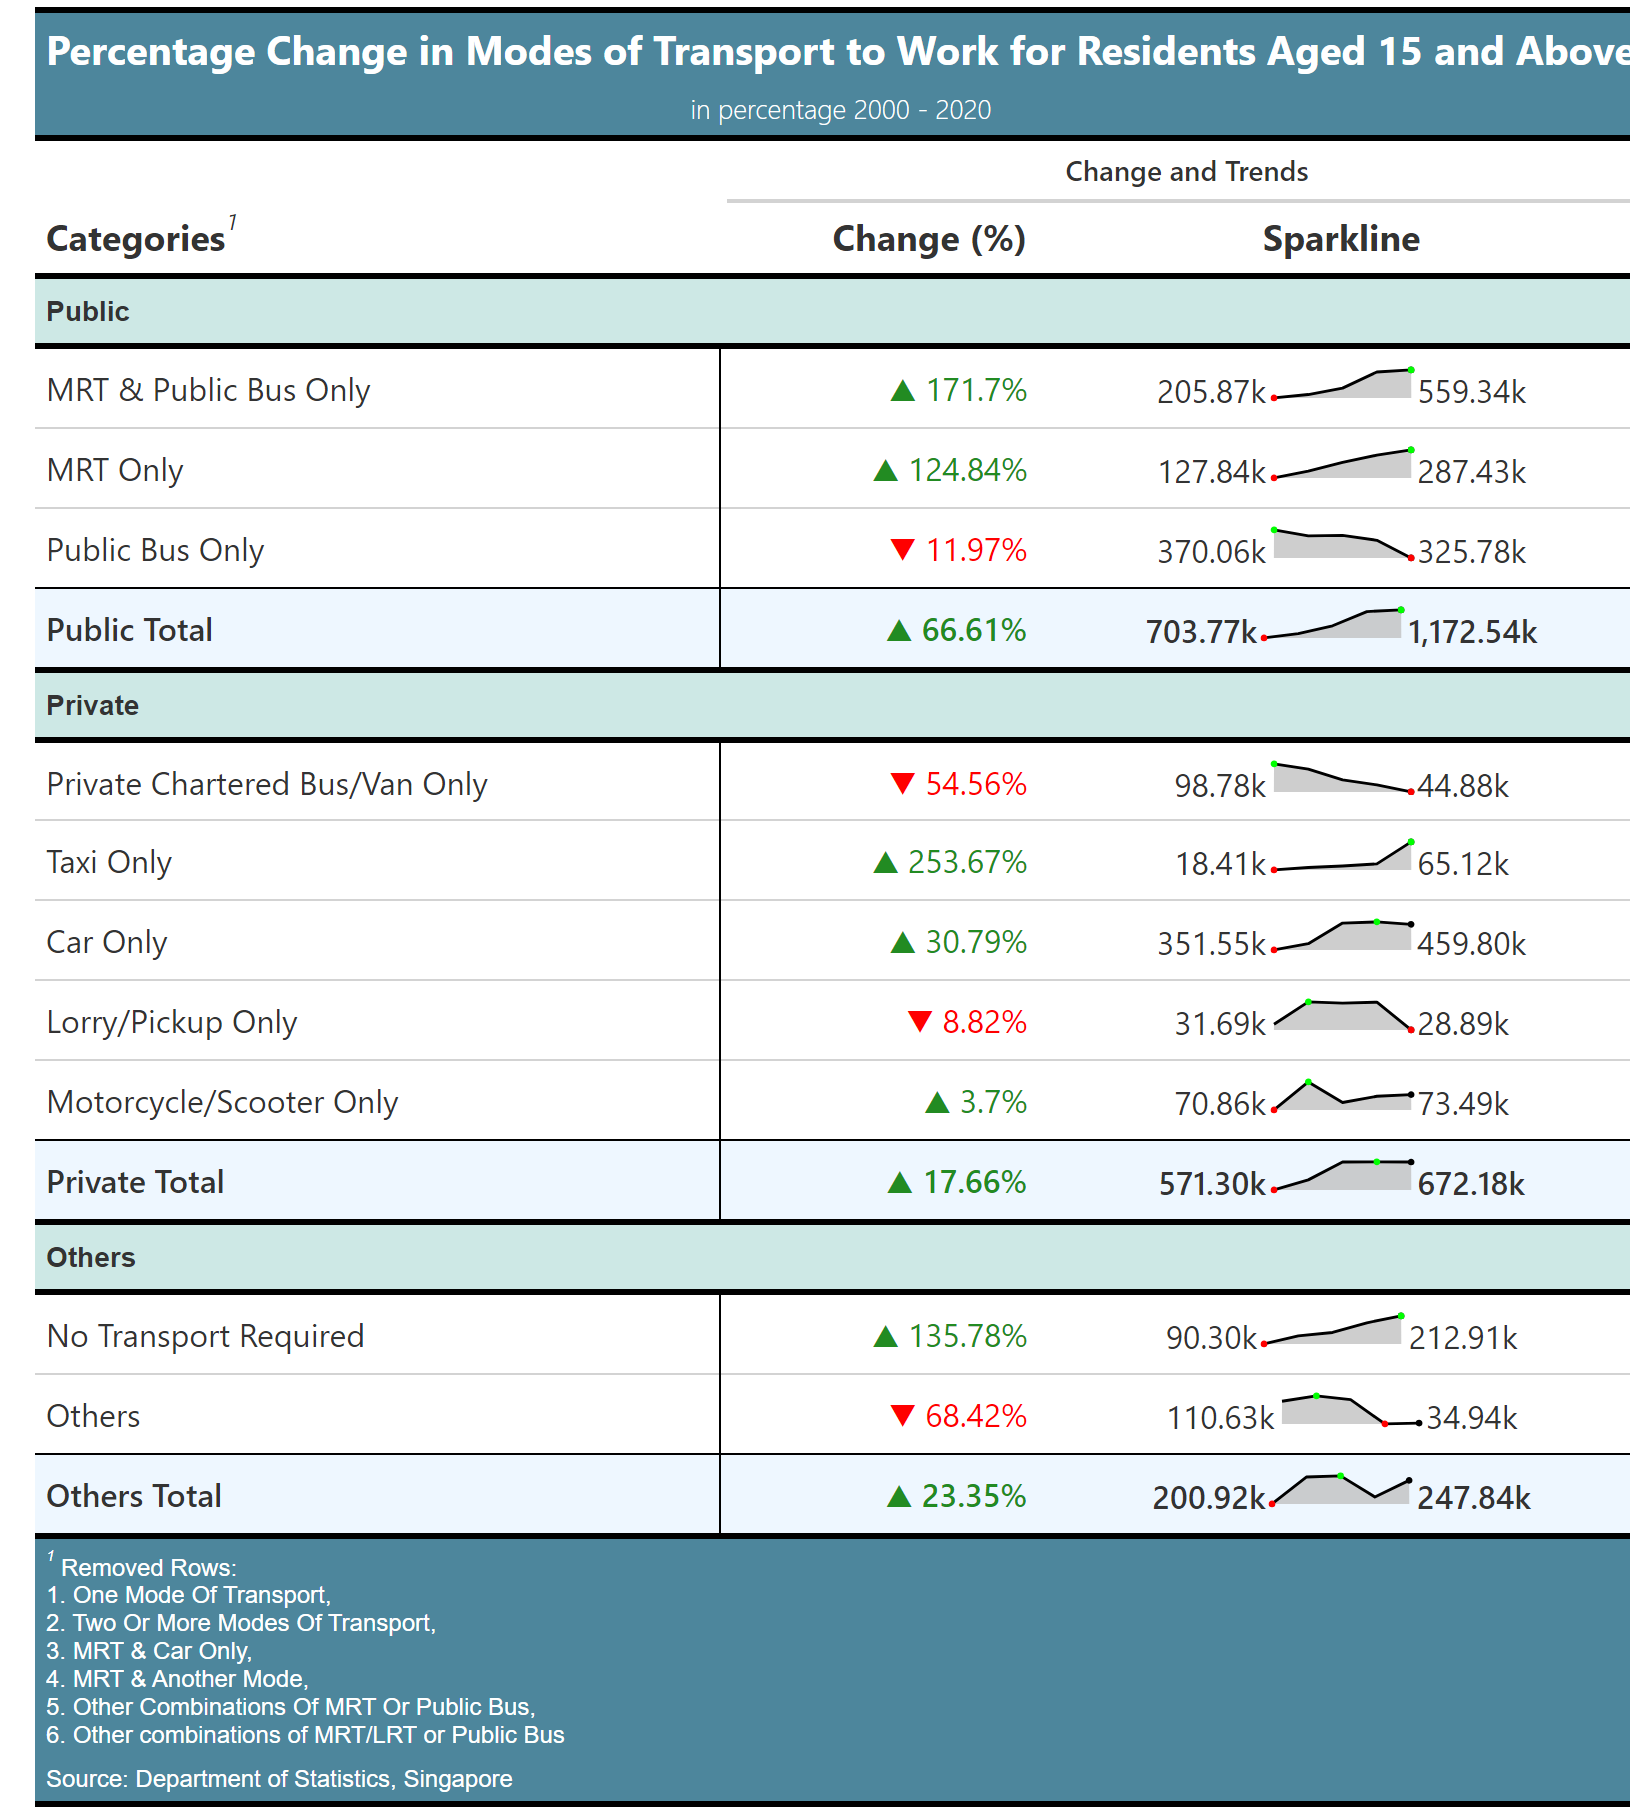 Percentage Change in Modes of Transport to Work for Residents Aged 15 and Above
in percentage 2000 - 2020
Change and Trends
Categories1 Change (%) Sparkline
Public
MRT & Public Bus Only ▲ 171.7% 205.87k 559.34k
MRT Only ▲ 124.84% 127.84k 287.43k
Public Bus Only ▼ 11.97% 370.06k 325.78k
Public Total ▲ 66.61% 703.77k 1,172.54k
Private
Private Chartered Bus/Van Only ▼ 54.56% 98.78k 44.88k
Taxi Only ▲ 253.67% 18.41k 65.12k
Car Only ▲ 30.79% 351.55k 459.80k
Lorry/Pickup Only ▼ 8.82% 31.69k 28.89k
Motorcycle/Scooter Only ▲ 3.7% 70.86k 73.49k
Private Total ▲ 17.66% 571.30k 672.18k
Others
No Transport Required ▲ 135.78% 90.30k 212.91k
Others ▼ 68.42% 110.63k 34.94k
Others Total ▲ 23.35% 200.92k 247.84k
1 Removed Rows:
1. One Mode Of Transport,
2. Two Or More Modes Of Transport,
3. MRT & Car Only,
4. MRT & Another Mode,
5. Other Combinations Of MRT Or Public Bus,
6. Other combinations of MRT/LRT or Public Bus
Source: Department of Statistics, Singapore